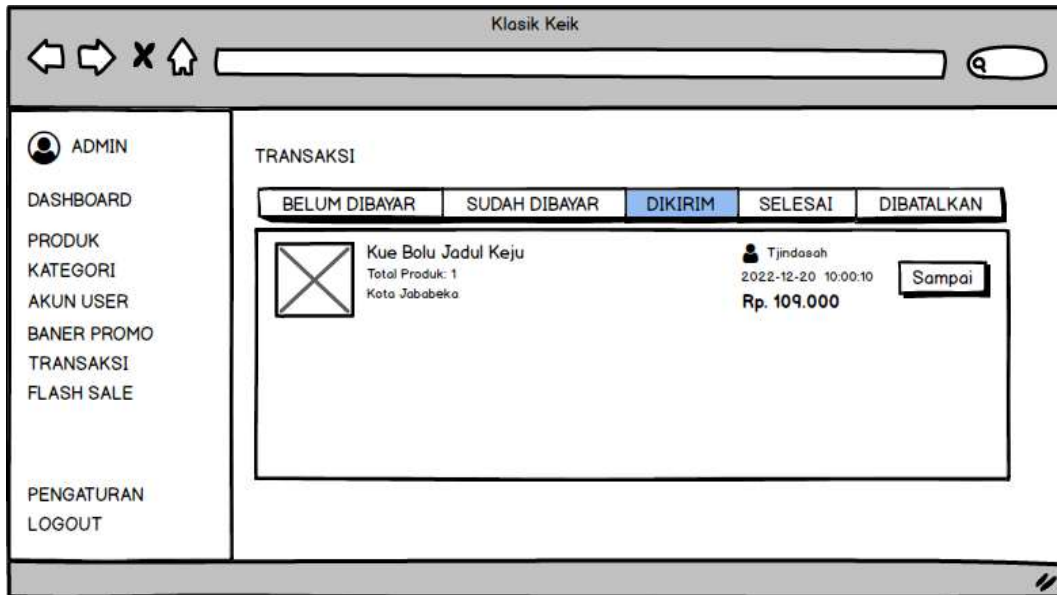 Klasik Keik
ADMIN
DASHBOARD
PRODUK
KATEGORI
AKUN USER
BANER PROMO
TRANSAKSI
FLASH SALE
PENGATURAN
LOGOUT
TRANSAKSI
BELUM DIBAYAR SUDAH DIBAYAR DIKIRIM SELESAI DIBATALKAN
Kue Bolu Jadul Keju
Total Produk: 1
Kota Jababeka
Tjindasah
2022-12-20 10:00:10
Rp. 109.000
Sampai